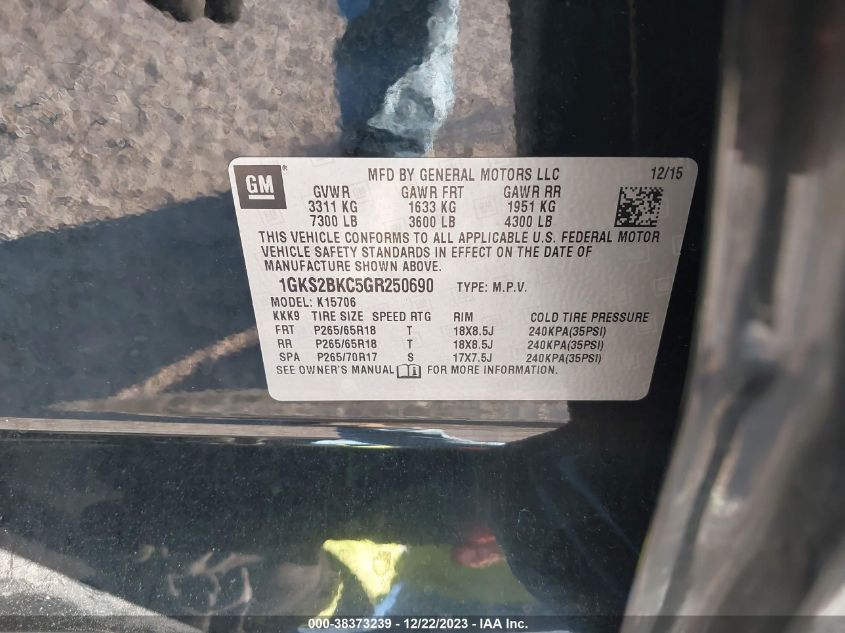 GM
MFD BY GENERAL MOTORS LLC 12/15
GVWR GAWR FRT GAWR RR
3311 KG 1633 KG 1951 KG
7300 LB 3600 LB 4300 LB
THIS VEHICLE CONFORMS TO ALL APPLICABLE U.S. FEDERAL MOTOR
VEHICLE SAFETY STANDARDS IN EFFECT ON THE DATE OF
MANUFACTURE SHOWN ABOVE.
1GKS2BKC5GR250690 TYPE: M.P.V.
MODEL: K15706
KKK9 TIRE SIZE SPEED RTG RIM COLD TIRE PRESSURE
FRT P265/65R18 T 18X8.5J 240KPA(35PSI)
RR P265/65R18 T 18X8.5J 240KPA(35PSI)
SPA P265/70R17 S 17X7.5J 240KPA(35PSI)
SEE OWNER'S MANUAL FOR MORE INFORMATION.
000-38373239 - 12/22/2023 - IAA Inc.